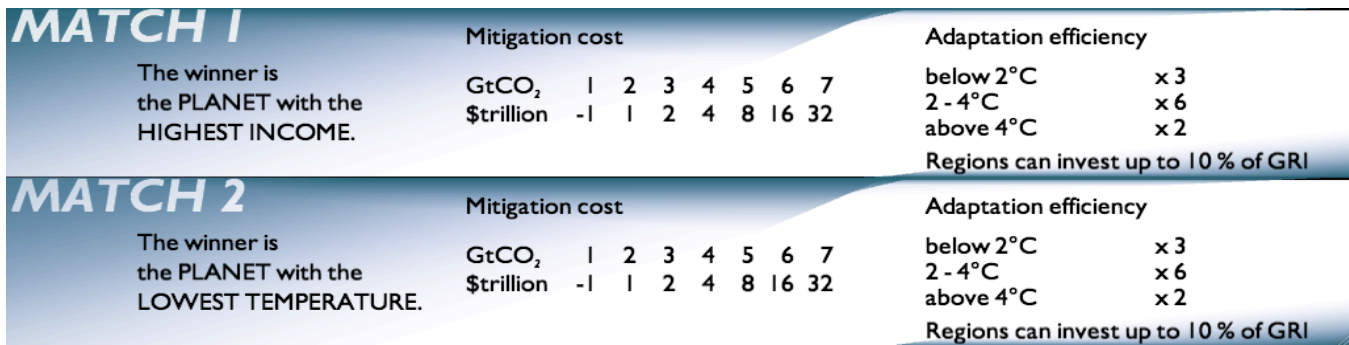 MATCH 1
The winner is
the PLANET with the
HIGHEST INCOME.
Mitigation cost
GtCO₂ 1 2 3 4 5 6 7
$trillion -1 1 2 4 8 16 32
Adaptation efficiency
below 2°C x 3
2 - 4°C x 6
above 4°C x 2
Regions can invest up to 10 % of GRI
MATCH 2
The winner is
the PLANET with the
LOWEST TEMPERATURE.
Mitigation cost
GtCO₂ 1 2 3 4 5 6 7
$trillion -1 1 2 4 8 16 32
Adaptation efficiency
below 2°C x 3
2 - 4°C x 6
above 4°C x 2
Regions can invest up to 10 % of GRI